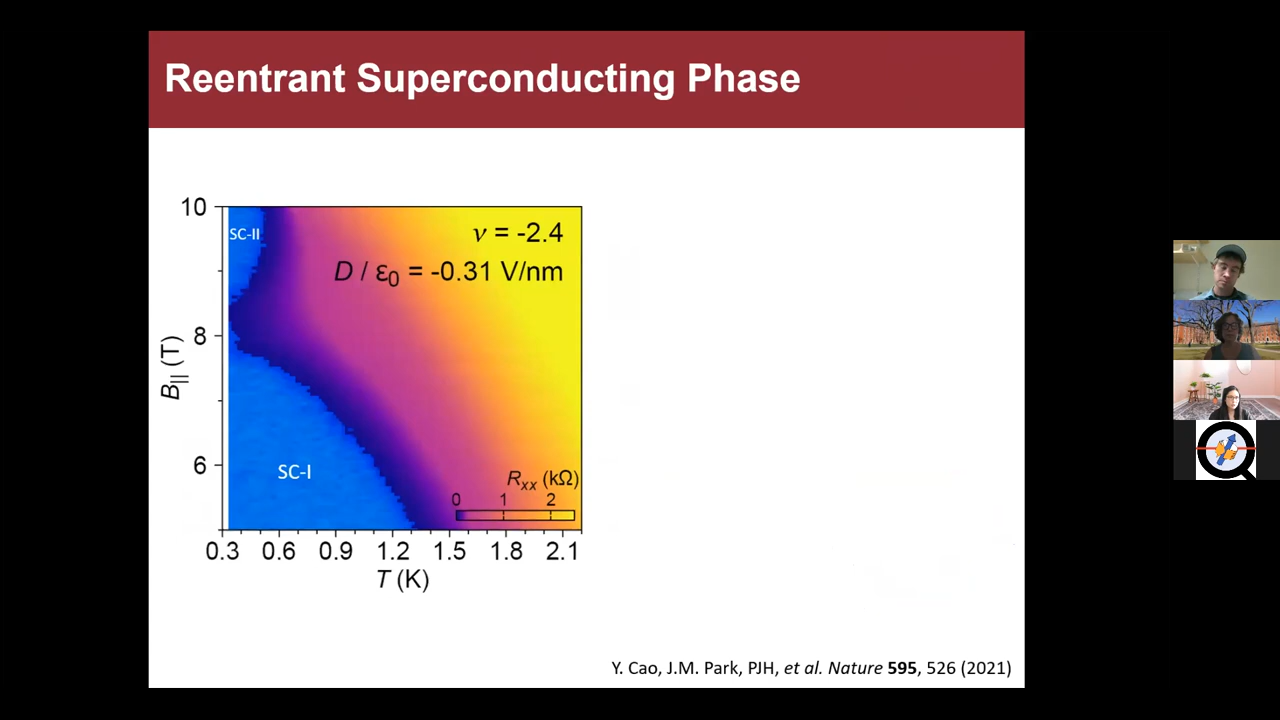 Reentrant Superconducting Phase
10
SC-II
ν = -2.4
D / ε0 = -0.31 V/nm
8
B|| (T)
6
SC-I
Rxx (kΩ)
0 1 2
0.3 0.6 0.9 1.2 1.5 1.8 2.1
T (K)
Y. Cao, J.M. Park, PJH, et al. Nature 595, 526 (2021)